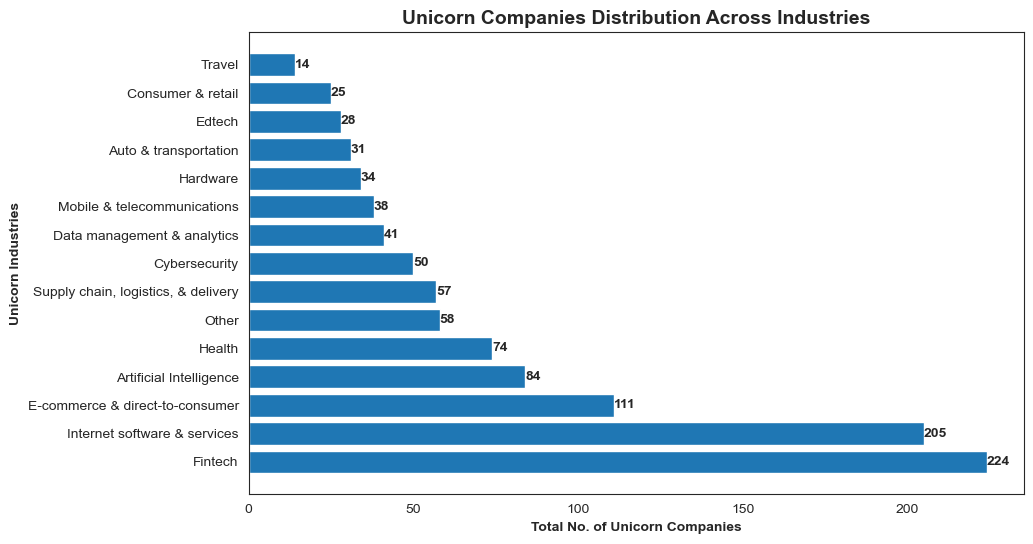 Unicorn Companies Distribution Across Industries
Unicorn Industries
Travel 14
Consumer & retail 25
Edtech 28
Auto & transportation 31
Hardware 34
Mobile & telecommunications 38
Data management & analytics 41
Cybersecurity 50
Supply chain, logistics, & delivery 57
Other 58
Health 74
Artificial Intelligence 84
E-commerce & direct-to-consumer 111
Internet software & services 205
Fintech 224
0 50 100 150 200
Total No. of Unicorn Companies